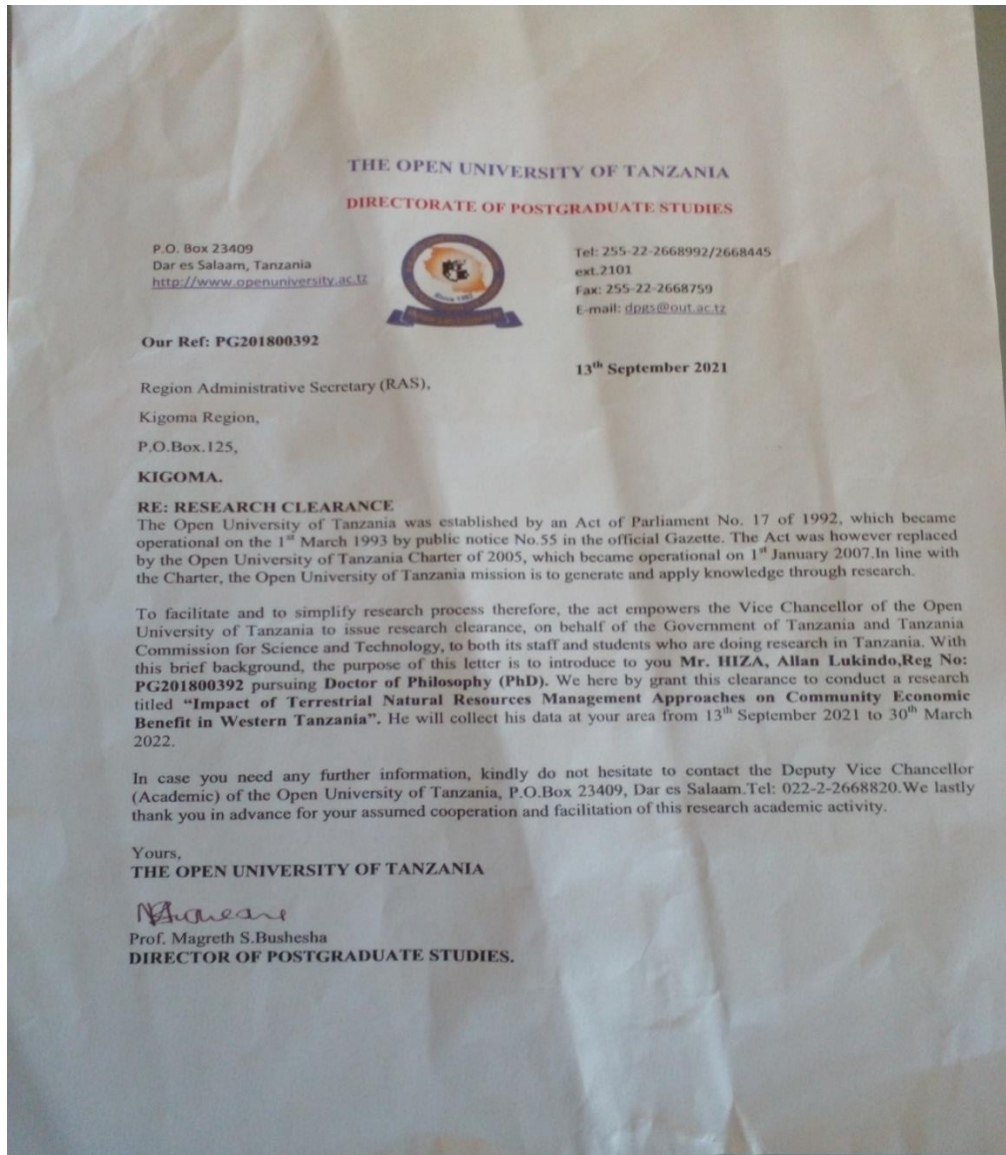 THE OPEN UNIVERSITY OF TANZANIA
DIRECTORATE OF POSTGRADUATE STUDIES
P.O. Box 23409
Dar es Salaam, Tanzania
http://www.openuniversity.ac.tz
Tel: 255-22-2668992/2668445
ext.2101
Fax: 255-22-2668759
E-mail: dpgs@out.ac.tz
Our Ref: PG201800392
13th September 2021
Region Administrative Secretary (RAS),
Kigoma Region,
P.O.Box.125,
KIGOMA.
RE: RESEARCH CLEARANCE
The Open University of Tanzania was established by an Act of Parliament No. 17 of 1992, which became
operational on the 1st March 1993 by public notice No.55 in the official Gazette. The Act was however replaced
by the Open University of Tanzania Charter of 2005, which became operational on 1st January 2007.In line with
the Charter, the Open University of Tanzania mission is to generate and apply knowledge through research.
To facilitate and to simplify research process therefore, the act empowers the Vice Chancellor of the Open
University of Tanzania to issue research clearance, on behalf of the Government of Tanzania and Tanzania
Commission for Science and Technology, to both its staff and students who are doing research in Tanzania. With
this brief background, the purpose of this letter is to introduce to you Mr. HIZA, Allan Lukindo,Reg No:
PG201800392 pursuing Doctor of Philosophy (PhD). We here by grant this clearance to conduct a research
titled “Impact of Terrestrial Natural Resources Management Approaches on Community Economic
Benefit in Western Tanzania”. He will collect his data at your area from 13th September 2021 to 30th March
2022.
In case you need any further information, kindly do not hesitate to contact the Deputy Vice Chancellor
(Academic) of the Open University of Tanzania, P.O.Box 23409, Dar es Salaam.Tel: 022-2-2668820.We lastly
thank you in advance for your assumed cooperation and facilitation of this research academic activity.
Yours,
THE OPEN UNIVERSITY OF TANZANIA
Prof. Magreth S.Bushesha
DIRECTOR OF POSTGRADUATE STUDIES.